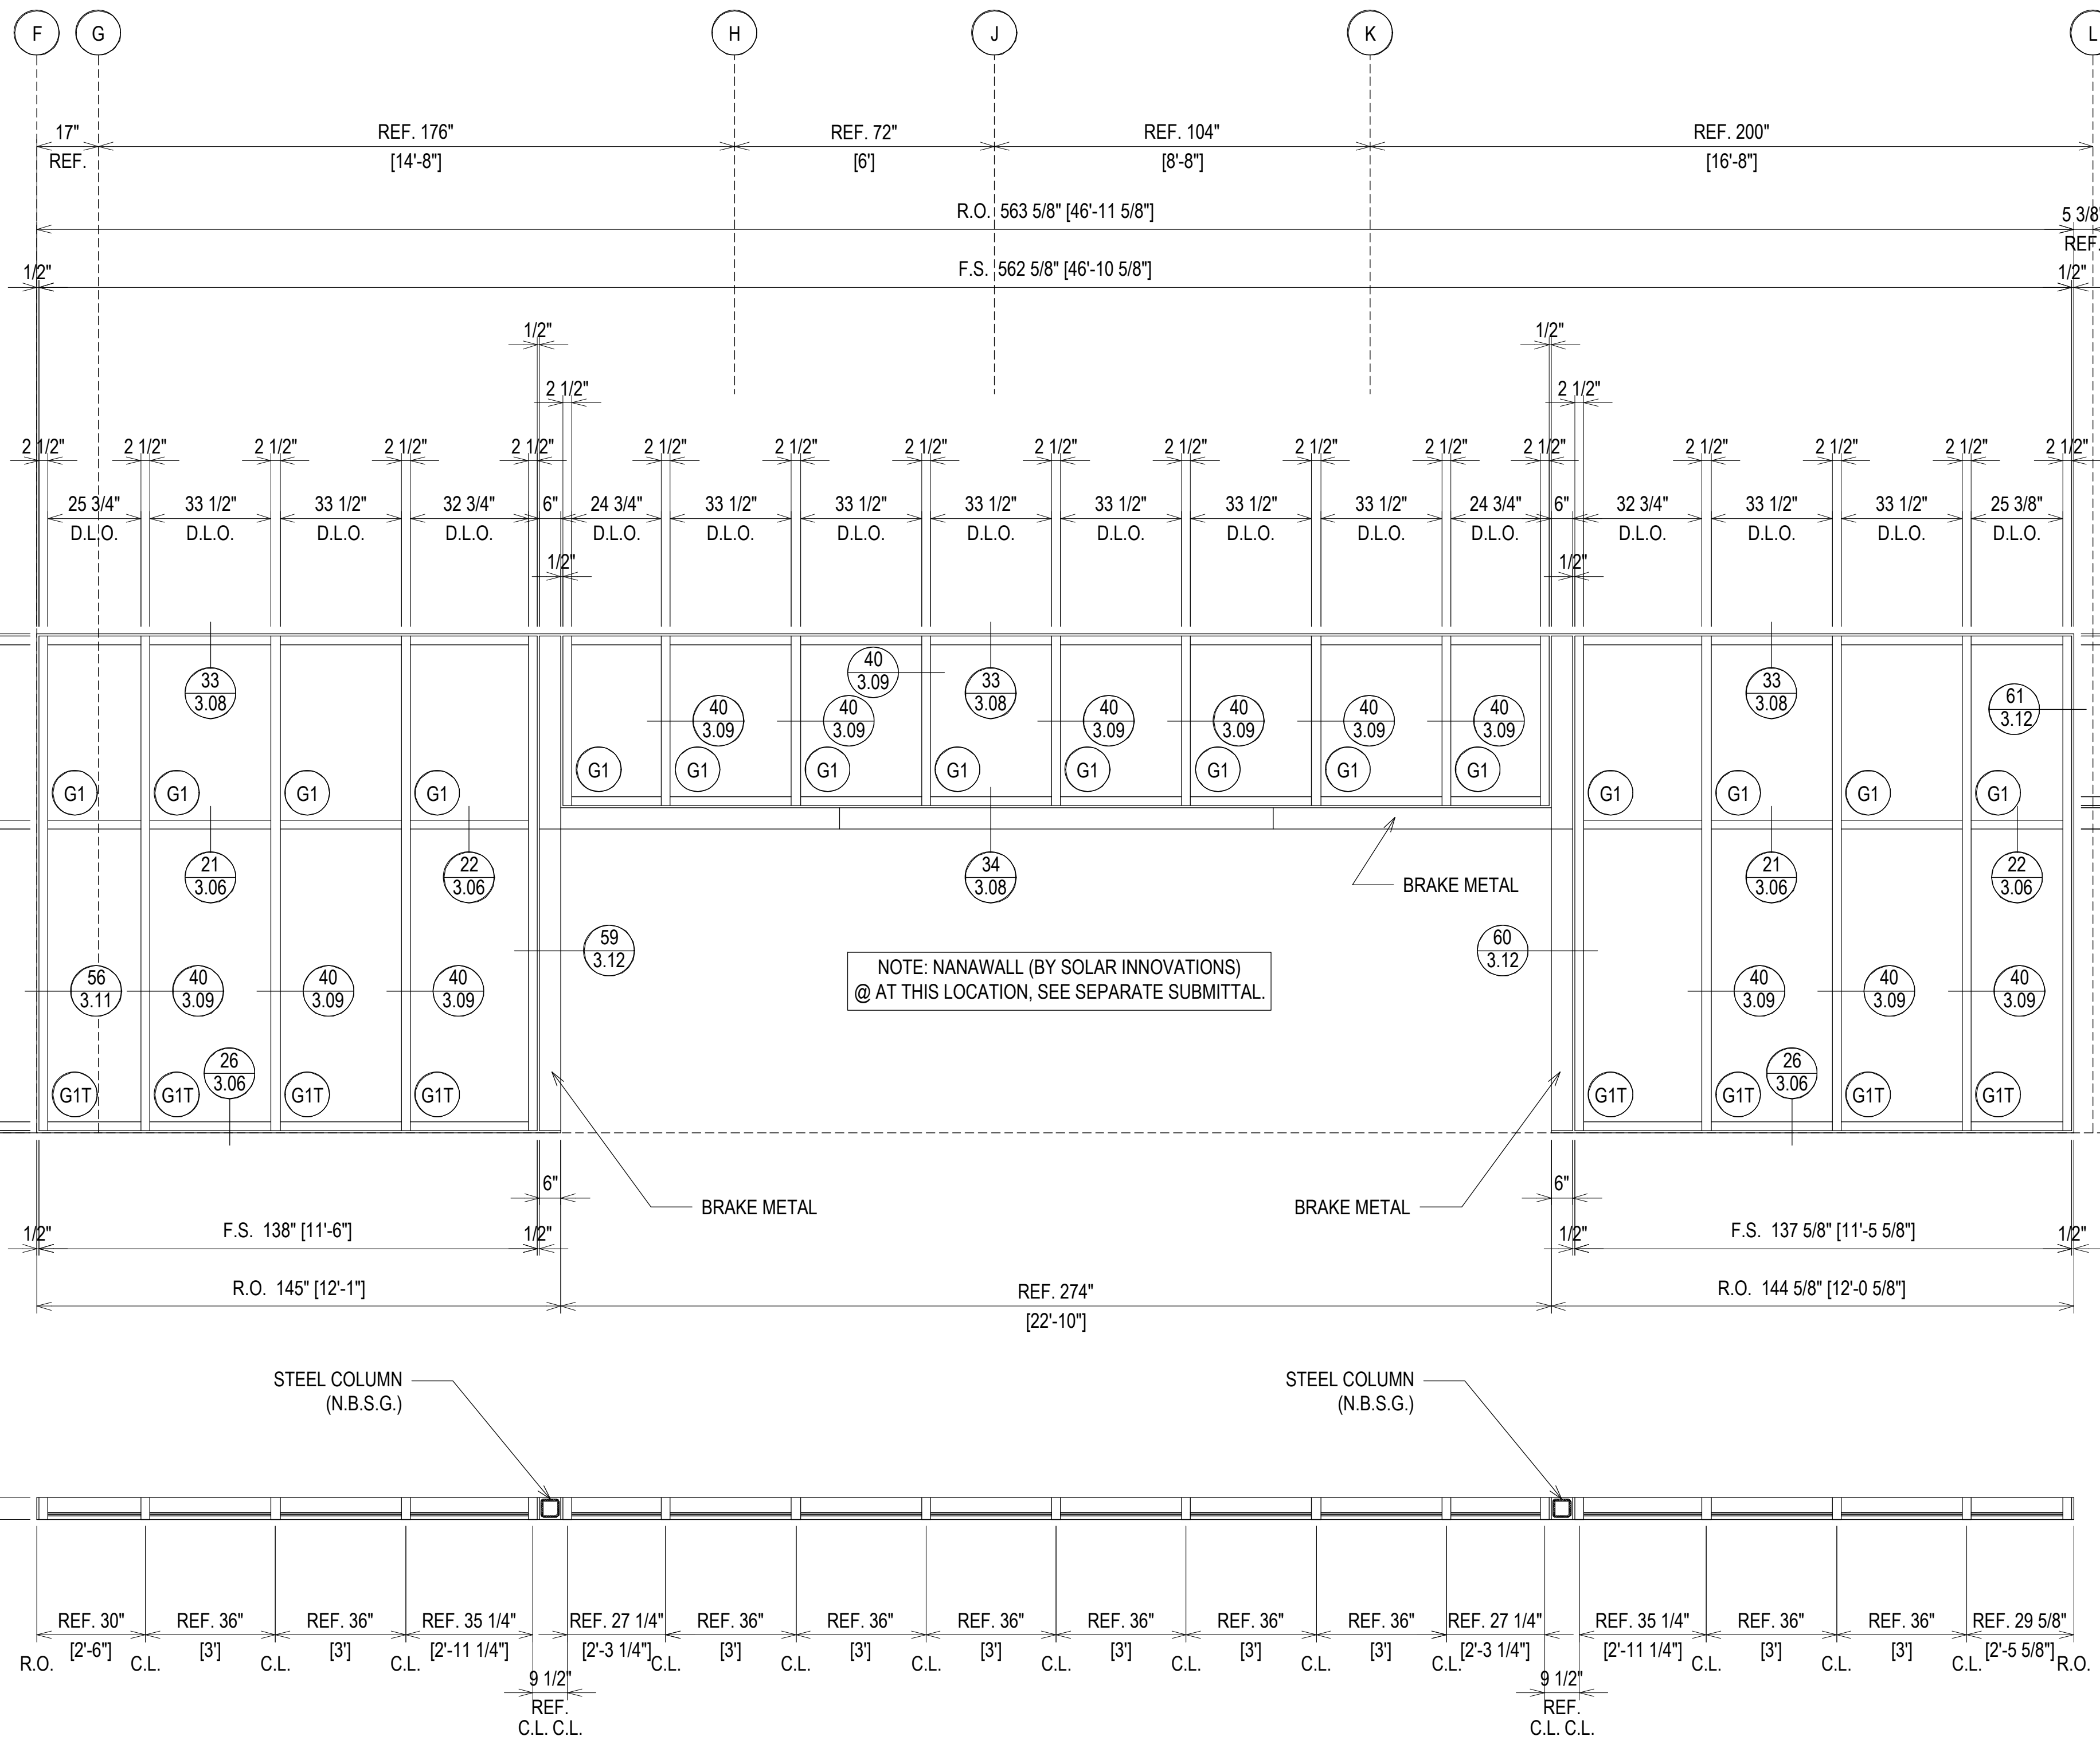 F G H J K L
17" REF. 176" REF. 72" REF. 104" REF. 200"
REF. [14'-8"] [6'] [8'-8"] [16'-8"]
R.O. 563 5/8" [46'-11 5/8"] 5 3/8"
REF.
1/2" F.S. 562 5/8" [46'-10 5/8"] 1/2"
1/2" 1/2"
2 1/2" 2 1/2"
2 1/2" 2 1/2" 2 1/2" 2 1/2" 2 1/2" 2 1/2" 2 1/2" 2 1/2" 2 1/2" 2 1/2" 2 1/2" 2 1/2" 2 1/2" 2 1/2" 2 1/2" 2 1/2" 2 1/2"
25 3/4" 33 1/2" 33 1/2" 32 3/4" 6" 24 3/4" 33 1/2" 33 1/2" 33 1/2" 33 1/2" 33 1/2" 33 1/2" 24 3/4" 6" 32 3/4" 33 1/2" 33 1/2" 25 3/8"
D.L.O. D.L.O. D.L.O. D.L.O. D.L.O. D.L.O. D.L.O. D.L.O. D.L.O. D.L.O. D.L.O. D.L.O. D.L.O. D.L.O. D.L.O. D.L.O.
1/2" 1/2"
40
3.09
33 33 33 61
3.08 3.08 3.08 3.12
40 40 40 40 40 40
3.09 3.09 3.09 3.09 3.09 3.09
G1 G1 G1 G1 G1 G1 G1 G1
G1 G1 G1 G1 G1 G1 G1 G1
21 22 34 21 22
3.06 3.06 3.08 3.06 3.06
BRAKE METAL
59 60
3.12 3.12
NOTE: NANAWALL (BY SOLAR INNOVATIONS)
@ AT THIS LOCATION, SEE SEPARATE SUBMITTAL.
56 40 40 40 40 40 40
3.11 3.09 3.09 3.09 3.09 3.09 3.09
26 26
3.06 3.06
G1T G1T G1T G1T G1T G1T G1T G1T
6" 6"
BRAKE METAL BRAKE METAL
1/2" F.S. 138" [11'-6"] 1/2" 1/2" F.S. 137 5/8" [11'-5 5/8"] 1/2"
R.O. 145" [12'-1"] REF. 274" R.O. 144 5/8" [12'-0 5/8"]
[22'-10"]
STEEL COLUMN STEEL COLUMN
(N.B.S.G.) (N.B.S.G.)
REF. 30" REF. 36" REF. 36" REF. 35 1/4" REF. 27 1/4" REF. 36" REF. 36" REF. 36" REF. 36" REF. 36" REF. 36" REF. 27 1/4" REF. 35 1/4" REF. 36" REF. 36" REF. 29 5/8"
[2'-6"] [3'] [3'] [2'-11 1/4"] [2'-3 1/4"] [3'] [3'] [3'] [3'] [3'] [3'] [2'-3 1/4"] [2'-11 1/4"] [3'] [3'] [2'-5 5/8"]
R.O. C.L. C.L. C.L. C.L. C.L. C.L. C.L. C.L. C.L. C.L. C.L. C.L. C.L. R.O.
9 1/2" 9 1/2"
REF. REF.
C.L. C.L. C.L. C.L.